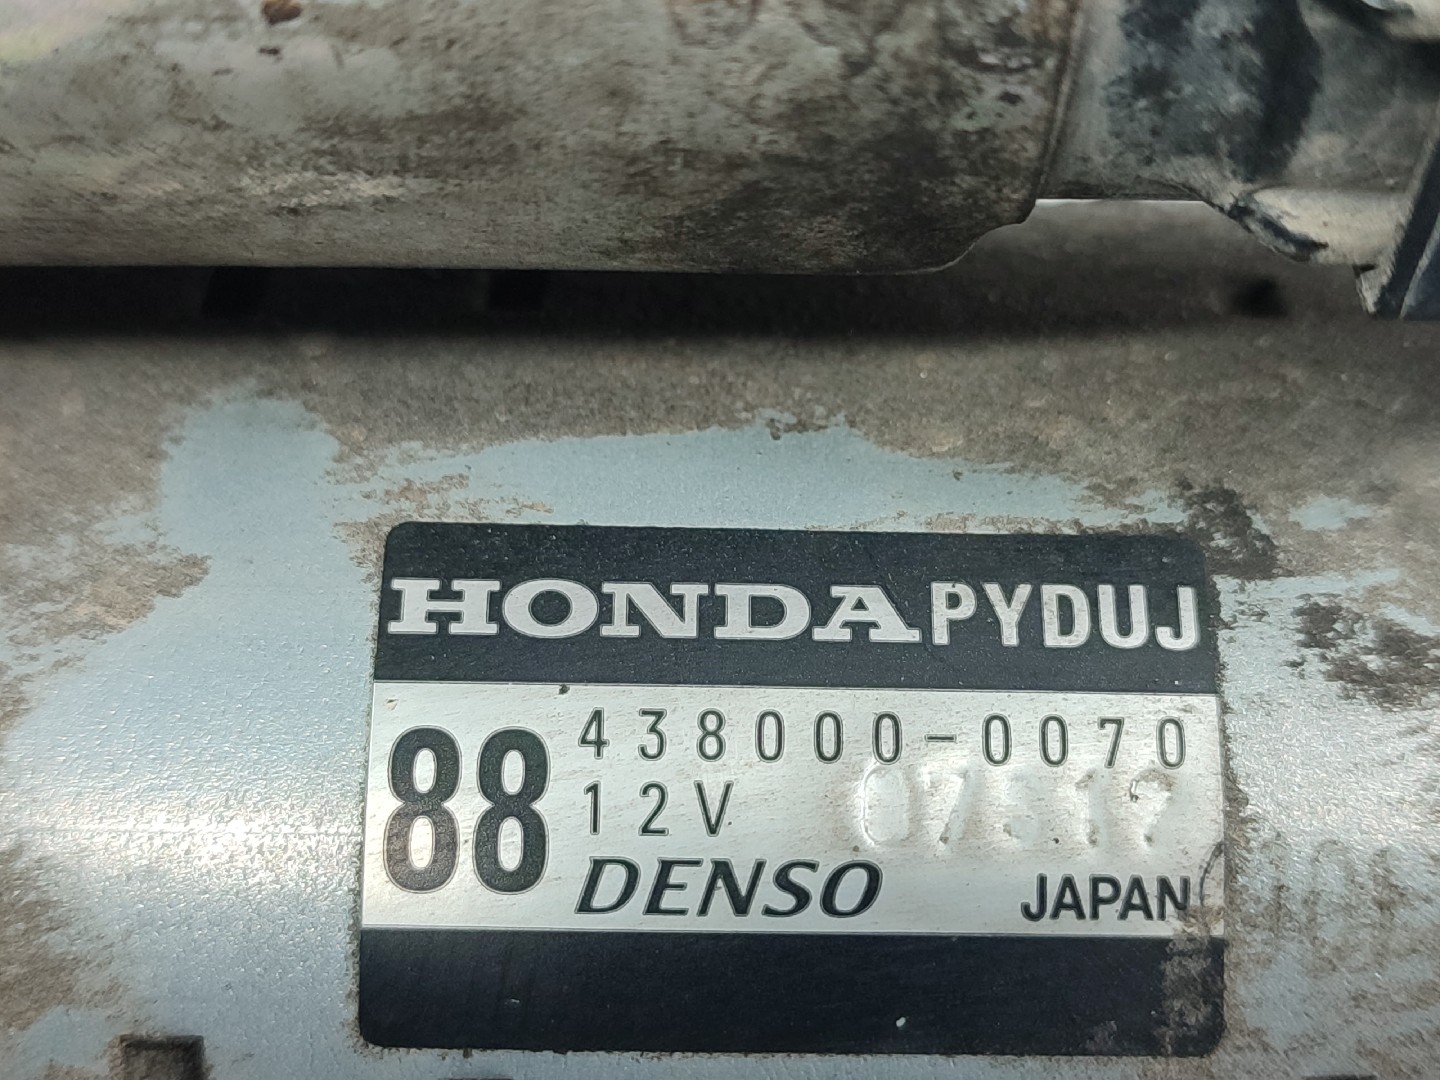 HONDA PYDUJ
88
438000-0070
12V
DENSO JAPAN